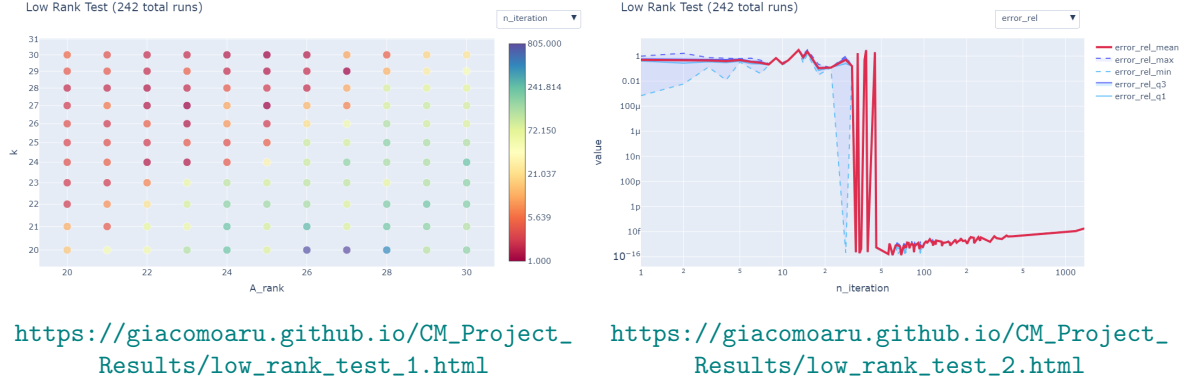 Low Rank Test (242 total runs)
n_iteration ▼
k
31
30
29
28
27
26
25
24
23
22
21
20
20
22
24
26
28
30
A_rank
805.000
241.814
72.150
21.037
5.639
1.000
Low Rank Test (242 total runs)
error_rel ▼
value
1
0.01
100μ
1μ
10n
100p
1p
10f
10−16
1
2
5
10
2
5
100
2
5
1000
n_iteration
error_rel_mean
error_rel_max
error_rel_min
error_rel_q3
error_rel_q1
https://giacomoaru.github.io/CM_Project_
Results/low_rank_test_1.html
https://giacomoaru.github.io/CM_Project_
Results/low_rank_test_2.html